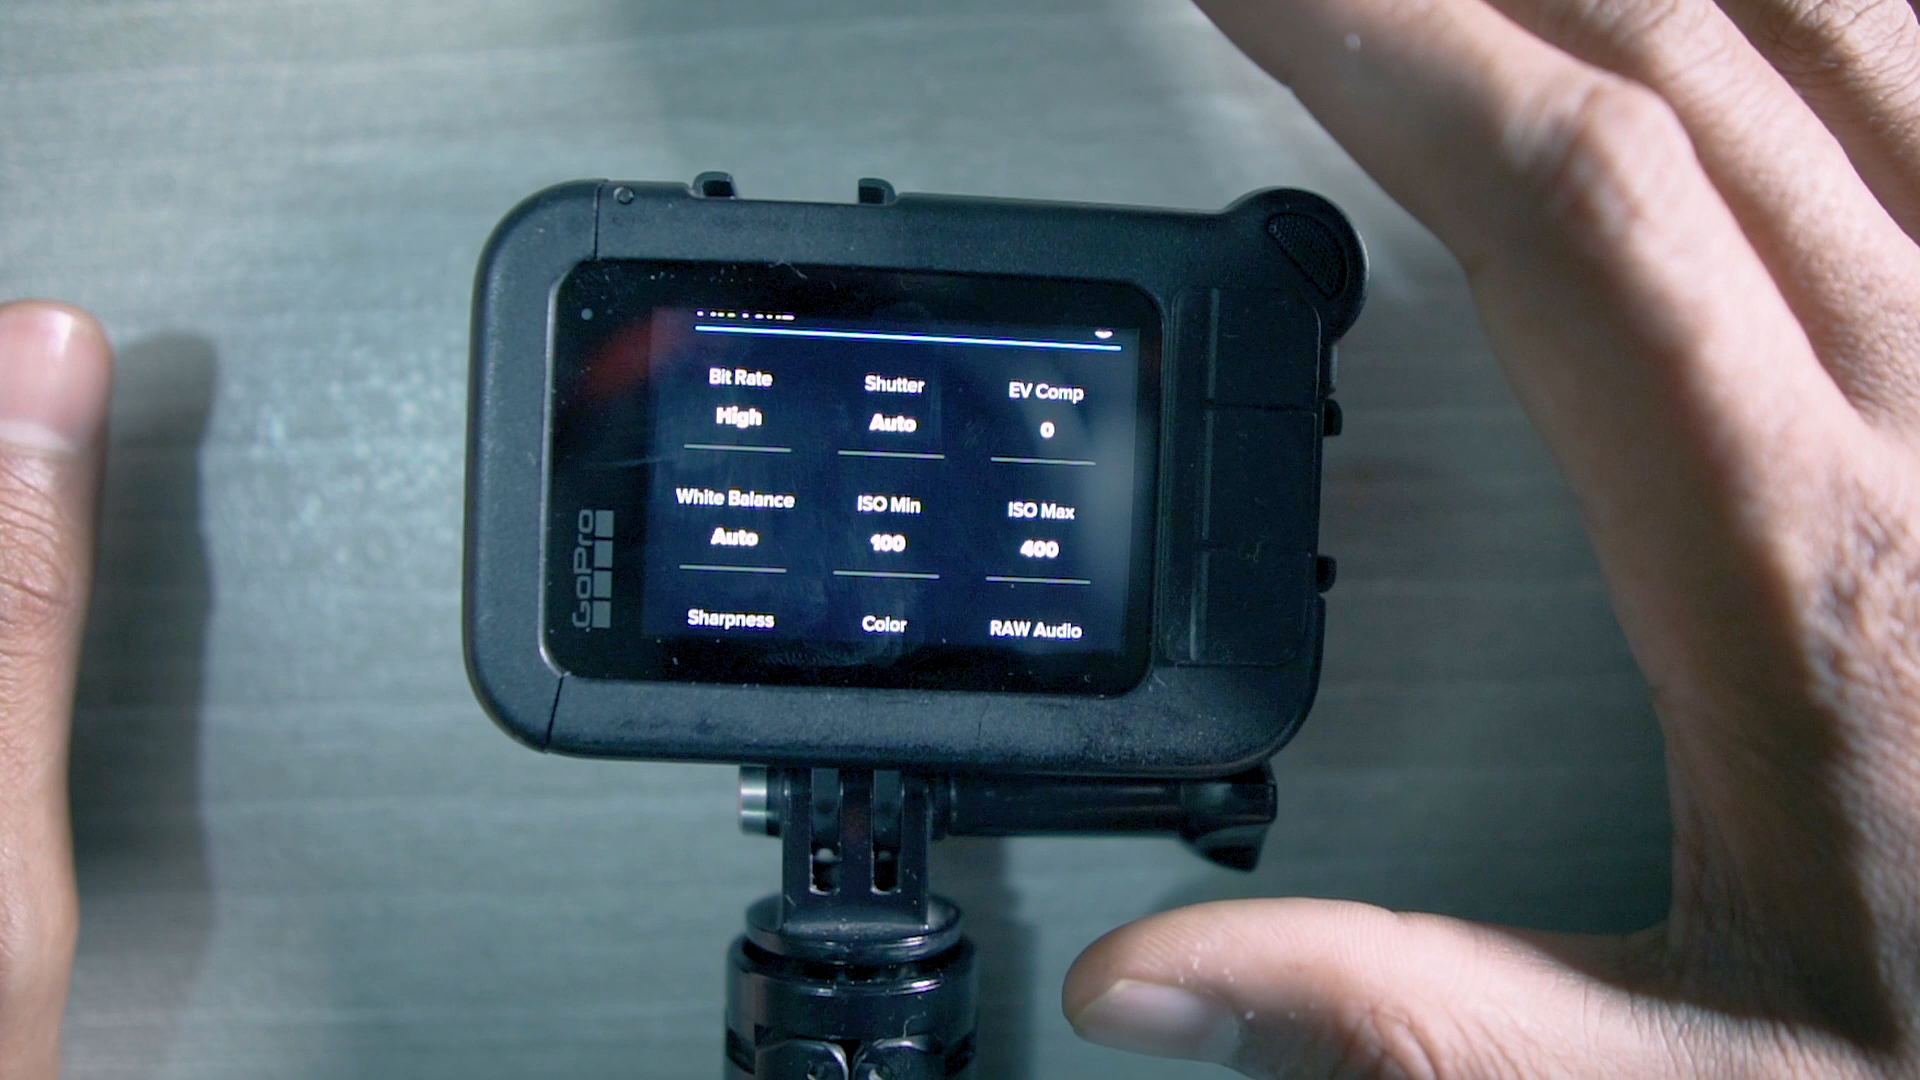 Bit Rate Shutter EV Comp
High Auto 0
White Balance ISO Min ISO Max
Auto 100 400
Sharpness Color RAW Audio
GoPro